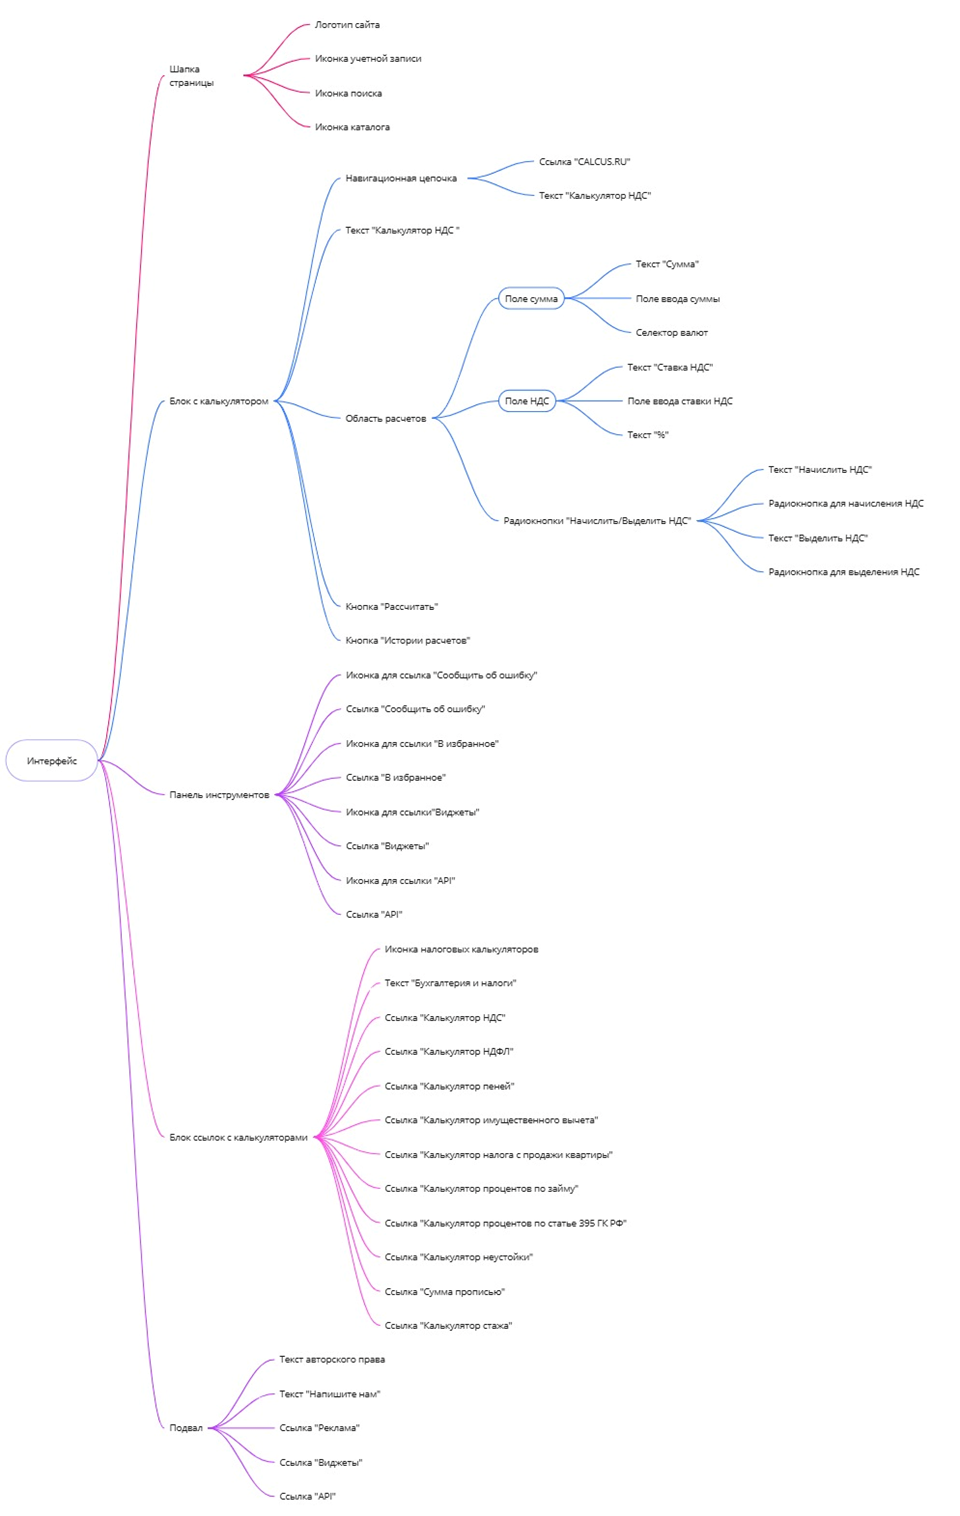 Логотип сайта
Иконка учетной записи
Шапка
страницы
Иконка поиска
Иконка каталога
Ссылка "CALCUS.RU"
Навигационная цепочка
Текст "Калькулятор НДС"
Текст "Калькулятор НДС "
Текст "Сумма"
Поле сумма
Поле ввода суммы
Селектор валют
Текст "Ставка НДС"
Блок с калькулятором
Поле НДС
Поле ввода ставки НДС
Область расчетов
Текст "%"
Текст "Начислить НДС"
Радиокнопка для начисления НДС
Радиокнопки "Начислить/Выделить НДС"
Текст "Выделить НДС"
Радиокнопка для выделения НДС
Кнопка "Рассчитать"
Кнопка "Истории расчетов"
Иконка для ссылка "Сообщить об ошибку"
Ссылка "Сообщить об ошибку"
Иконка для ссылки "В избранное"
Интерфейс
Ссылка "В избранное"
Панель инструментов
Иконка для ссылки"Виджеты"
Ссылка "Виджеты"
Иконка для ссылки "API"
Ссылка "API"
Иконка налоговых калькуляторов
Текст "Бухгалтерия и налоги"
Ссылка "Калькулятор НДС"
Ссылка "Калькулятор НДФЛ"
Ссылка "Калькулятор пеней"
Ссылка "Калькулятор имущественного вычета"
Блок ссылок с калькуляторами
Ссылка "Калькулятор налога с продажи квартиры"
Ссылка "Калькулятор процентов по займу"
Ссылка "Калькулятор процентов по статье 395 ГК РФ"
Ссылка "Калькулятор неустойки"
Ссылка "Сумма прописью"
Ссылка "Калькулятор стажа"
Текст авторского права
Текст "Напишите нам"
Подвал
Ссылка "Реклама"
Ссылка "Виджеты"
Ссылка "API"